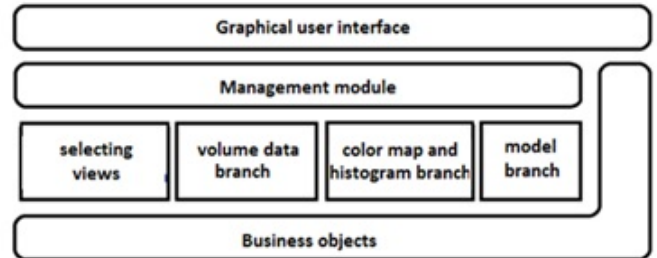 Graphical user interface
Management module
selecting
views
volume data
branch
color map and
histogram branch
model
branch
Business objects